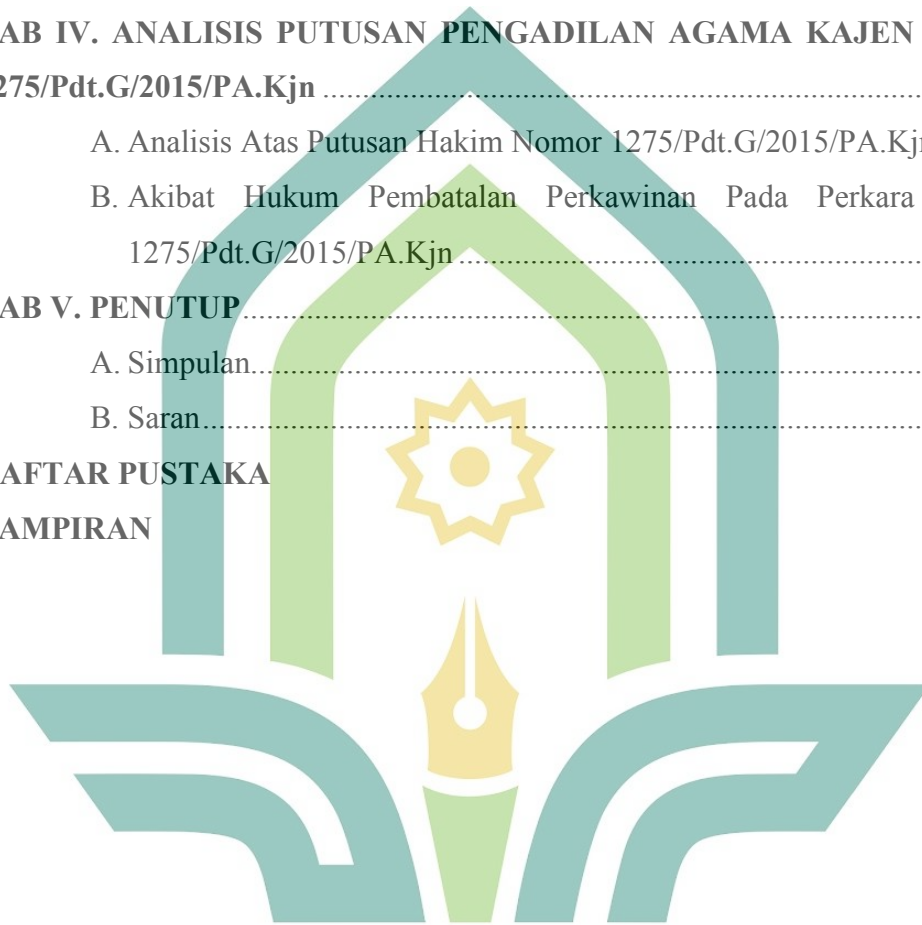 AB IV. ANALISIS PUTUSAN PENGADILAN AGAMA KAJEN
275/Pdt.G/2015/PA.Kjn ........................................................................
A. Analisis Atas Putusan Hakim Nomor 1275/Pdt.G/2015/PA.Kjn
B. Akibat Hukum Pembatalan Perkawinan Pada Perkara
1275/Pdt.G/2015/PA.Kjn ........................................................
AB V. PENUTUP ....................................................................................
A. Simpulan ..................................................................................
B. Saran ........................................................................................
AFTAR PUSTAKA
AMPIRAN